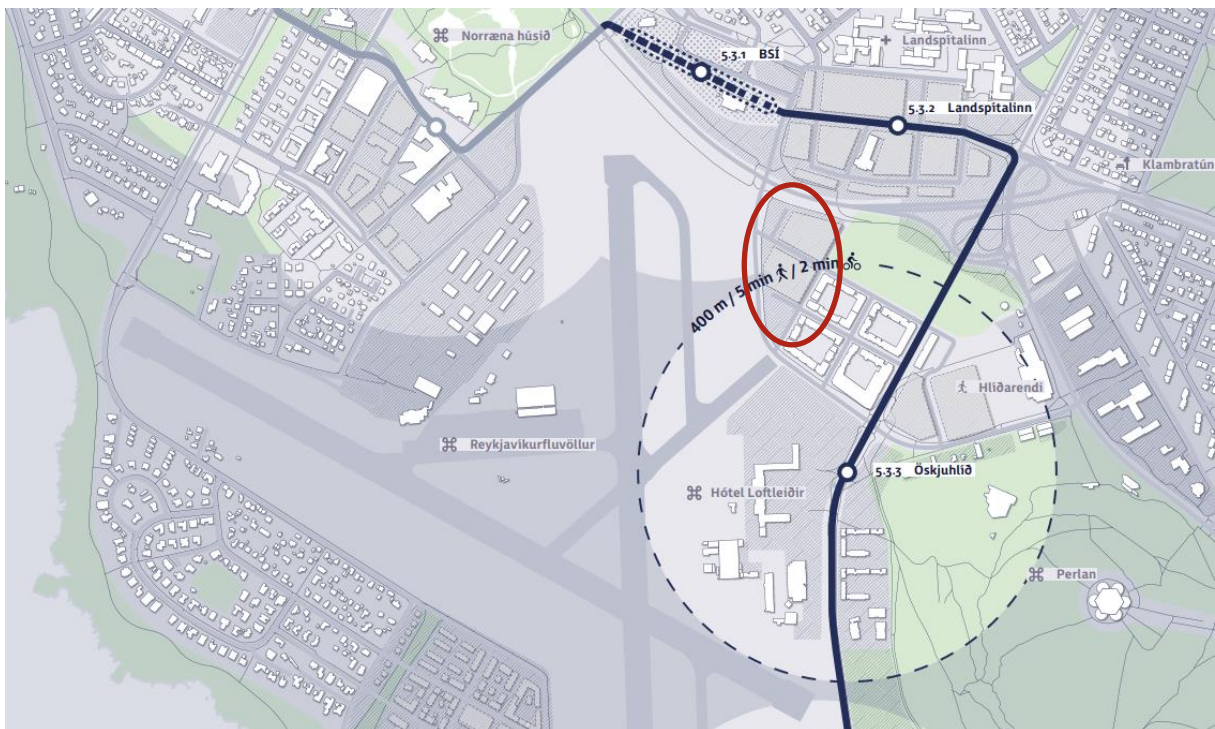 Norræna húsið
5.3.1 BSÍ
Landspítalinn
5.3.2 Landspítalinn
Klambratún
400 m / 5 min / 2 min
Hlíðarendi
Reykjavíkurfluvöllur
5.3.3 Öskjuhlíð
Hótel Loftleiðir
Perlan